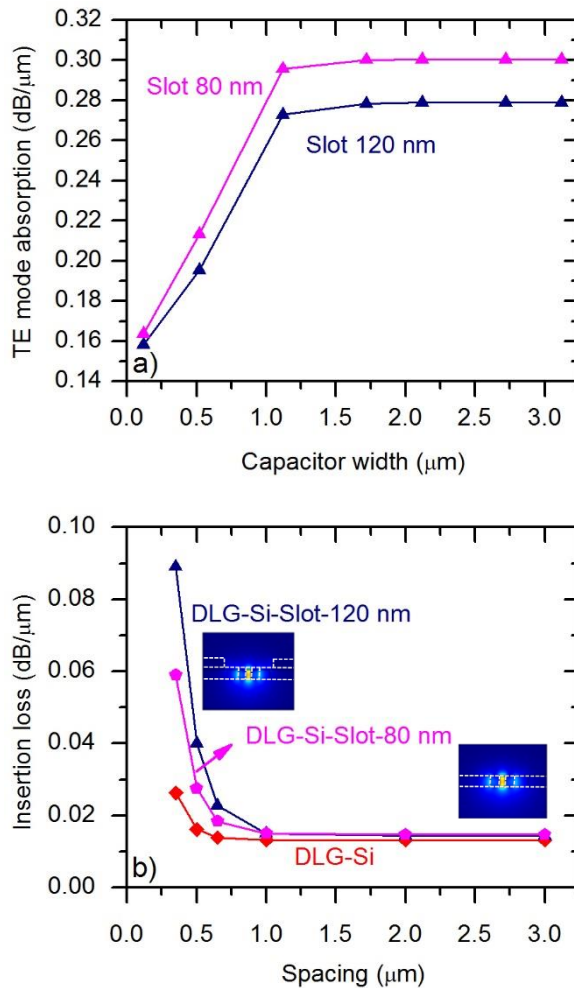 0.32
0.30
0.28
0.26
0.24
0.22
0.20
0.18
0.16
0.14
TE mode absorption (dB/μm)
Slot 80 nm
Slot 120 nm
a)
0.0 0.5 1.0 1.5 2.0 2.5 3.0
Capacitor width (μm)
0.10
0.08
0.06
0.04
0.02
0.00
Insertion loss (dB/μm)
DLG-Si-Slot-120 nm
DLG-Si-Slot-80 nm
DLG-Si
b)
0.0 0.5 1.0 1.5 2.0 2.5 3.0
Spacing (μm)